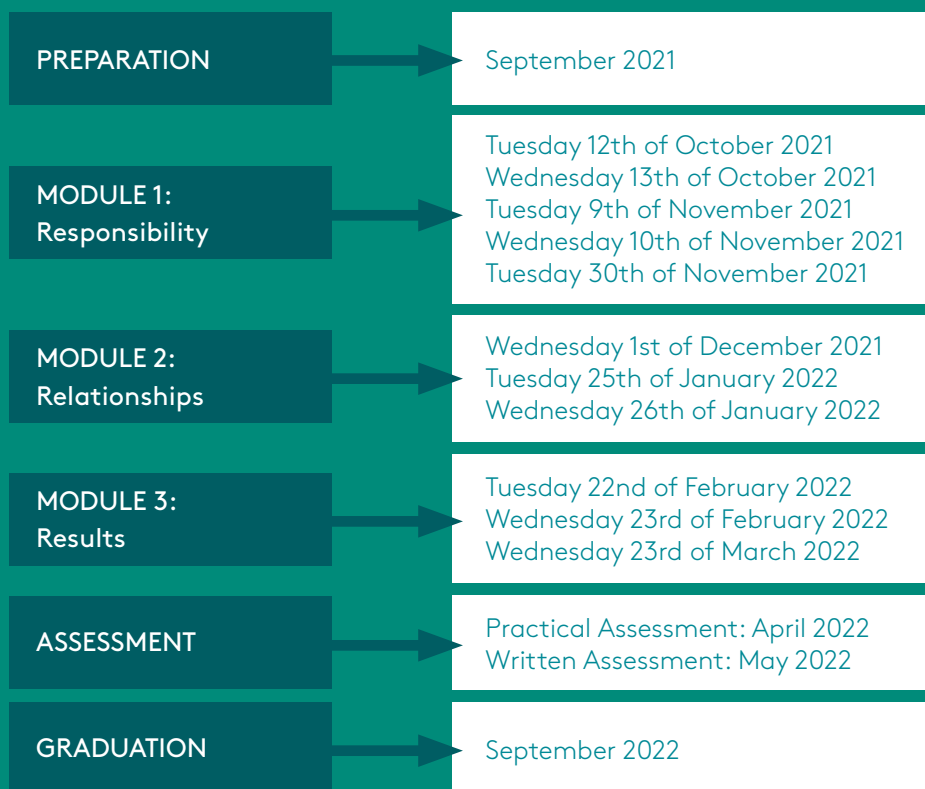 PREPARATION
September 2021
MODULE 1:
Responsibility
Tuesday 12th of October 2021
Wednesday 13th of October 2021
Tuesday 9th of November 2021
Wednesday 10th of November 2021
Tuesday 30th of November 2021
MODULE 2:
Relationships
Wednesday 1st of December 2021
Tuesday 25th of January 2022
Wednesday 26th of January 2022
MODULE 3:
Results
Tuesday 22nd of February 2022
Wednesday 23rd of February 2022
Wednesday 23rd of March 2022
ASSESSMENT
Practical Assessment: April 2022
Written Assessment: May 2022
GRADUATION
September 2022